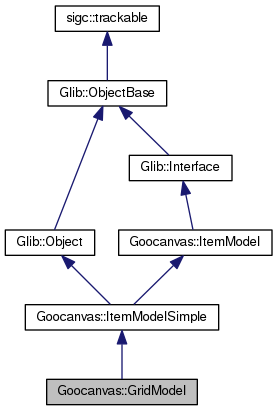 sigc::trackable
Glib::ObjectBase
Glib::Interface
Glib::Object
Goocanvas::ItemModel
Goocanvas::ItemModelSimple
Goocanvas::GridModel